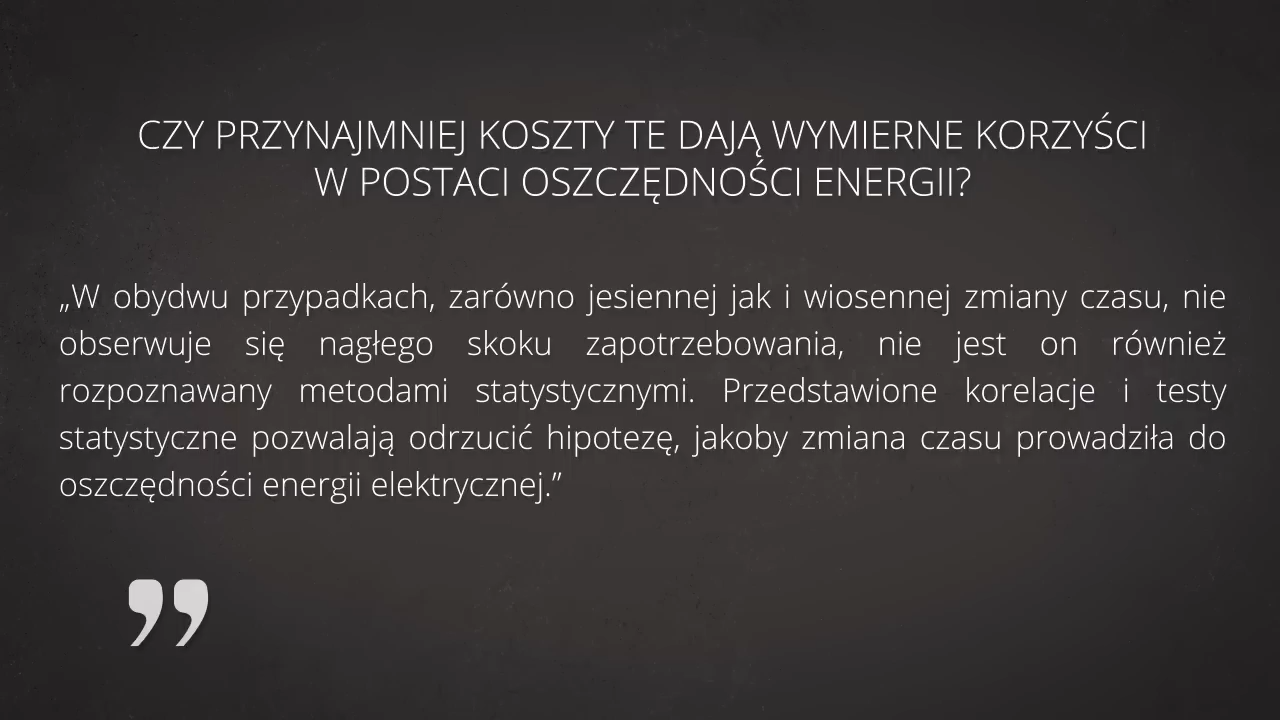 CZY PRZYNAJMNIEJ KOSZTY TE DAJĄ WYMIERNE KORZYŚCI
W POSTACI OSZCZĘDNOŚCI ENERGII?
„W obydwu przypadkach, zarówno jesiennej jak i wiosennej zmiany czasu, nie
obserwuje się nagłego skoku zapotrzebowania, nie jest on również
rozpoznawany metodami statystycznymi. Przedstawione korelacje i testy
statystyczne pozwalają odrzucić hipotezę, jakoby zmiana czasu prowadziła do
oszczędności energii elektrycznej.”
”